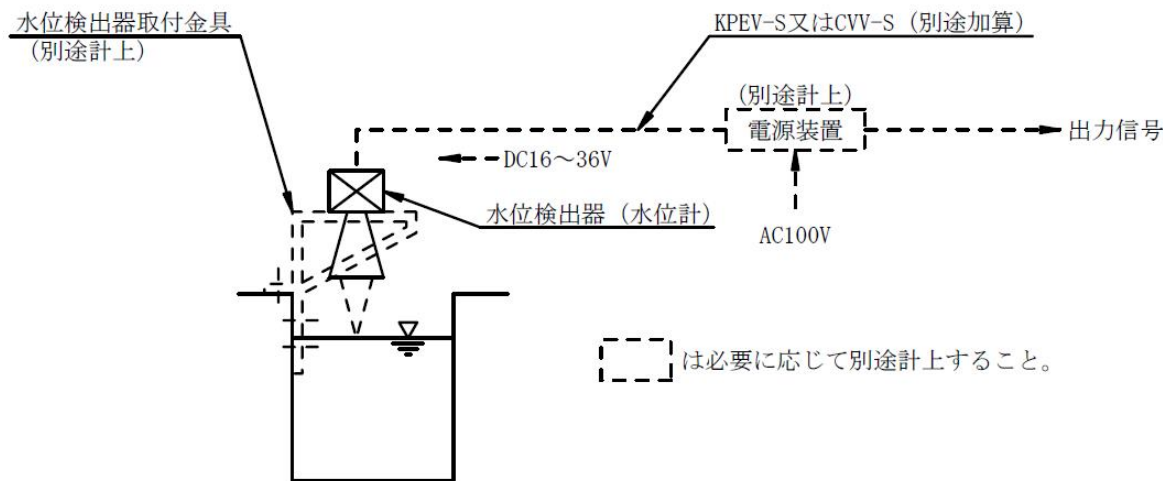 水位検出器取付金具
(別途計上)
KPEV-S又はCVV-S (別途加算)
(別途計上)
電源装置
出力信号
DC16～36V
水位検出器 (水位計)
AC100V
は必要に応じて別途計上すること。